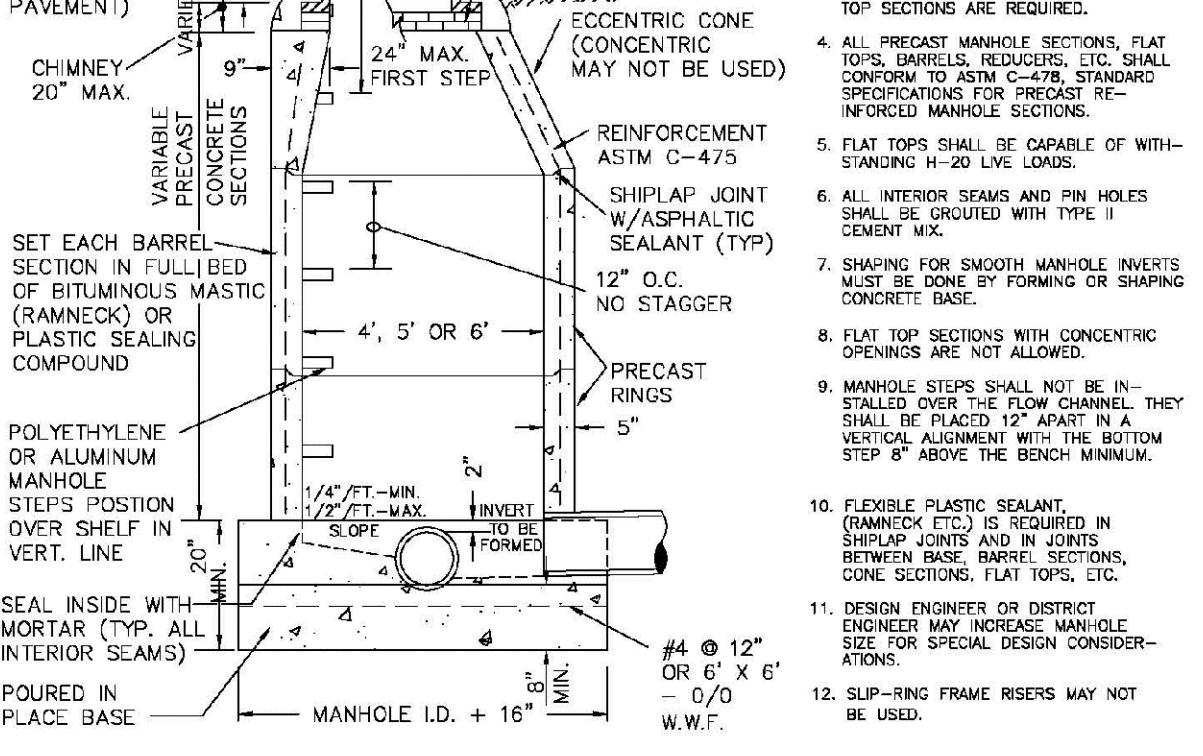 PAVEMENT)
CHIMNEY
20" MAX.
9"
24" MAX.
FIRST STEP
ECCENTRIC CONE
(CONCENTRIC
MAY NOT BE USED)
VARIABLE
PRECAST
CONCRETE
SECTIONS
REINFORCEMENT
ASTM C-475
SHIPLAP JOINT
W/ASPHALTIC
SEALANT (TYP)
SET EACH BARREL
SECTION IN FULL BED
OF BITUMINOUS MASTIC
(RAMNECK) OR
PLASTIC SEALING
COMPOUND
12" O.C.
NO STAGGER
4', 5' OR 6'
PRECAST
RINGS
5"
POLYETHYLENE
OR ALUMINUM
MANHOLE
STEPS POSTION
OVER SHELF IN
VERT. LINE
2"
1/4"/FT.-MIN.
1/2"/FT.-MAX.
SLOPE
INVERT
TO BE
FORMED
20"
MIN.
SEAL INSIDE WITH
MORTAR (TYP. ALL
INTERIOR SEAMS)
POURED IN
PLACE BASE
MANHOLE I.D. + 16"
8"
MIN.
#4 @ 12"
OR 6' X 6'
- 0/0
W.W.F.
TOP SECTIONS ARE REQUIRED.
4. ALL PRECAST MANHOLE SECTIONS, FLAT
TOPS, BARRELS, REDUCERS, ETC. SHALL
CONFORM TO ASTM C-478, STANDARD
SPECIFICATIONS FOR PRECAST RE-
INFORCED MANHOLE SECTIONS.
5. FLAT TOPS SHALL BE CAPABLE OF WITH-
STANDING H-20 LIVE LOADS.
6. ALL INTERIOR SEAMS AND PIN HOLES
SHALL BE GROUTED WITH TYPE II
CEMENT MIX.
7. SHAPING FOR SMOOTH MANHOLE INVERTS
MUST BE DONE BY FORMING OR SHAPING
CONCRETE BASE.
8. FLAT TOP SECTIONS WITH CONCENTRIC
OPENINGS ARE NOT ALLOWED.
9. MANHOLE STEPS SHALL NOT BE IN-
STALLED OVER THE FLOW CHANNEL. THEY
SHALL BE PLACED 12" APART IN A
VERTICAL ALIGNMENT WITH THE BOTTOM
STEP 8" ABOVE THE BENCH MINIMUM.
10. FLEXIBLE PLASTIC SEALANT,
(RAMNECK ETC.) IS REQUIRED IN
SHIPLAP JOINTS AND IN JOINTS
BETWEEN BASE, BARREL SECTIONS,
CONE SECTIONS, FLAT TOPS, ETC.
11. DESIGN ENGINEER OR DISTRICT
ENGINEER MAY INCREASE MANHOLE
SIZE FOR SPECIAL DESIGN CONSIDER-
ATIONS.
12. SLIP-RING FRAME RISERS MAY NOT
BE USED.